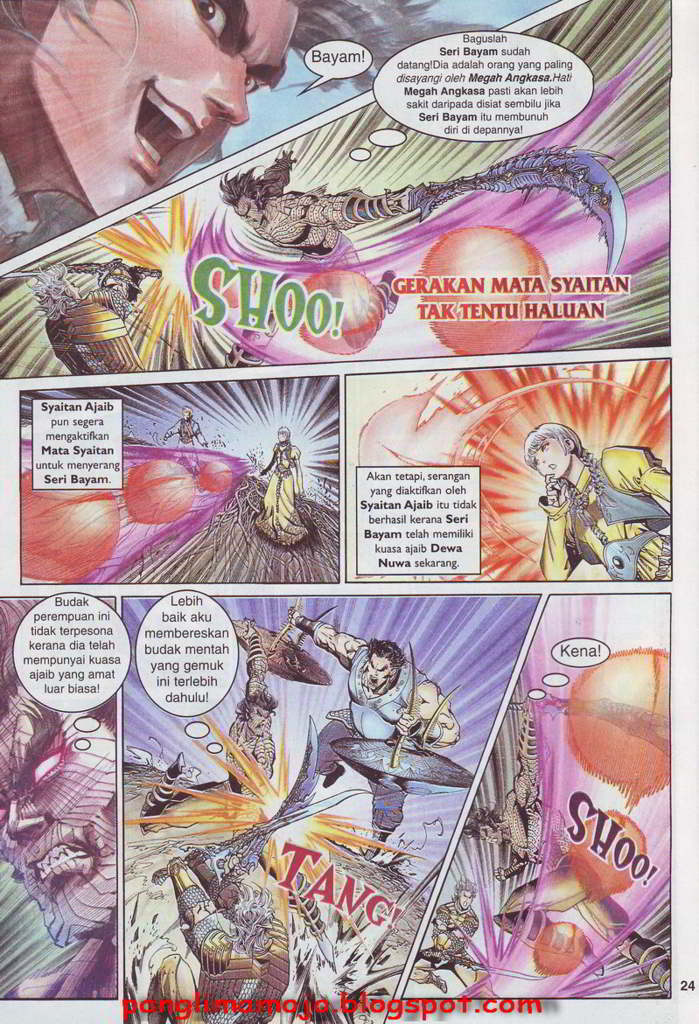 Bayam!
Baguslah
Seri Bayam sudah
datang!Dia adalah orang yang paling
disayangi oleh Megah Angkasa.Hati
Megah Angkasa pasti akan lebih
sakit daripada disiat sembilu jika
Seri Bayam itu membunuh
diri di depannya!
SHOO!
GERAKAN MATA SYAITAN
TAK TENTU HALUAN
Syaitan Ajaib
pun segera
mengaktifkan
Mata Syaitan
untuk menyerang
Seri Bayam.
Akan tetapi, serangan
yang diaktifkan oleh
Syaitan Ajaib itu tidak
berhasil kerana Seri
Bayam telah memiliki
kuasa ajaib Dewa
Nuwa sekarang.
Budak
perempuan ini
tidak terpesona
kerana dia telah
mempunyai kuasa
ajaib yang amat
luar biasa!
Lebih
baik aku
membereskan
budak mentah
yang gemuk
ini terlebih
dahulu!
TANG!
Kena!
SHOO!
24
panglimamaja.blogspot.com